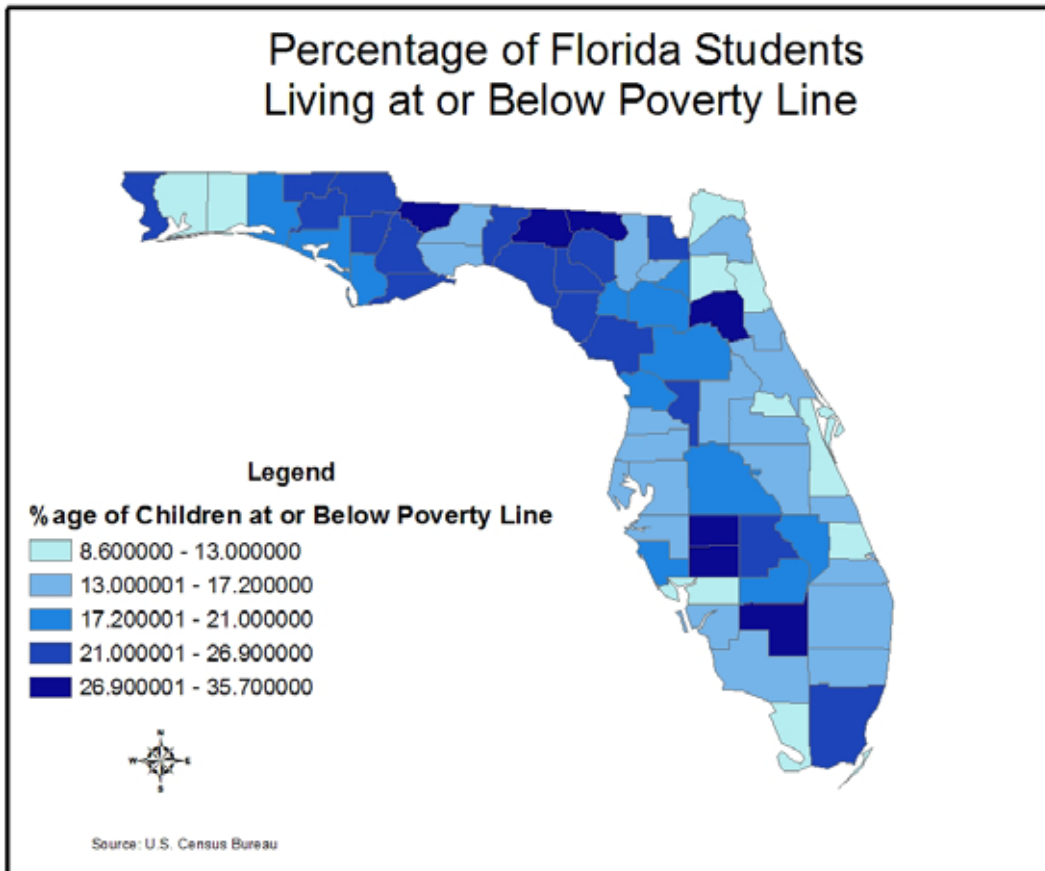 Percentage of Florida Students
Living at or Below Poverty Line
Legend
%age of Children at or Below Poverty Line
8.600000 - 13.000000
13.000001 - 17.200000
17.200001 - 21.000000
21.000001 - 26.900000
26.900001 - 35.700000
N
W E
S
Source: U.S. Census Bureau